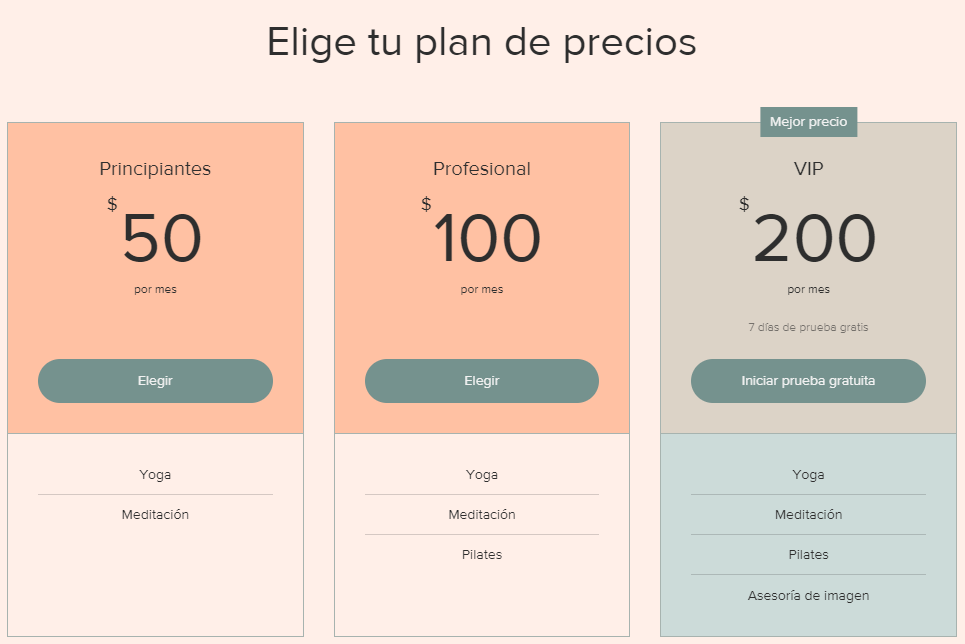 Elige tu plan de precios
Principiantes
$
50
por mes
Elegir
Yoga
Meditación
Profesional
$
100
por mes
Elegir
Yoga
Meditación
Pilates
Mejor precio
VIP
$
200
por mes
7 días de prueba gratis
Iniciar prueba gratuita
Yoga
Meditación
Pilates
Asesoría de imagen